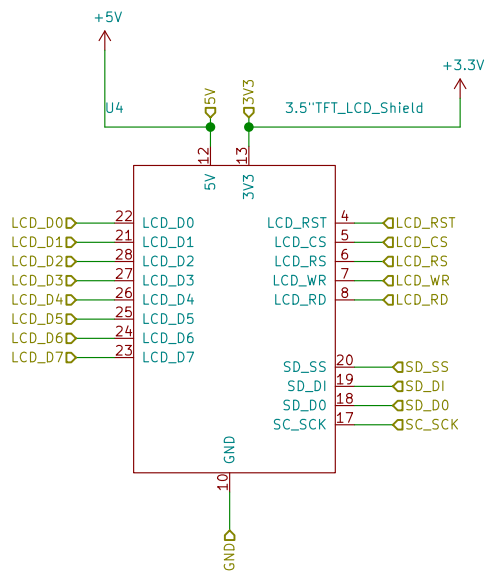 +5V
+3.3V
5V
3V3
U4
3.5"TFT_LCD_Shield
12
13
5V
3V3
LCD_D0 22 LCD_D0 LCD_RST 4 LCD_RST
LCD_D1 21 LCD_D1 LCD_CS 5 LCD_CS
LCD_D2 28 LCD_D2 LCD_RS 6 LCD_RS
LCD_D3 27 LCD_D3 LCD_WR 7 LCD_WR
LCD_D4 26 LCD_D4 LCD_RD 8 LCD_RD
LCD_D5 25 LCD_D5
LCD_D6 24 LCD_D6
LCD_D7 23 LCD_D7
SD_SS 20 SD_SS
SD_DI 19 SD_DI
SD_DO 18 SD_DO
SC_SCK 17 SC_SCK
GND
10
GND